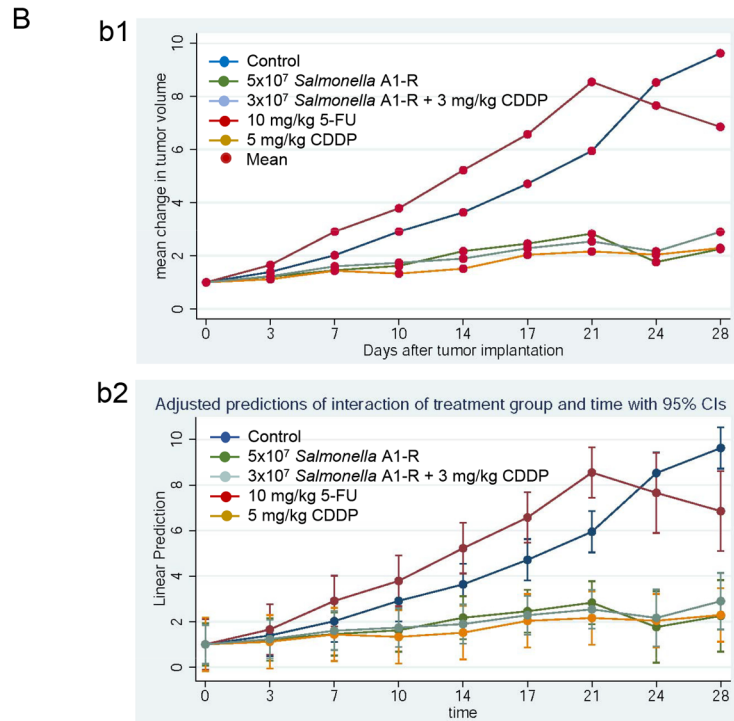 B
b1
10
8
6
4
2
0
mean change in tumor volume
Control
5x10⁷ Salmonella A1-R
3x10⁷ Salmonella A1-R + 3 mg/kg CDDP
10 mg/kg 5-FU
5 mg/kg CDDP
Mean
0 3 7 10 14 17 21 24 28
Days after tumor implantation
b2
Adjusted predictions of interaction of treatment group and time with 95% CIs
10
8
6
4
2
0
Linear Prediction
Control
5x10⁷ Salmonella A1-R
3x10⁷ Salmonella A1-R + 3 mg/kg CDDP
10 mg/kg 5-FU
5 mg/kg CDDP
0 3 7 10 14 17 21 24 28
time